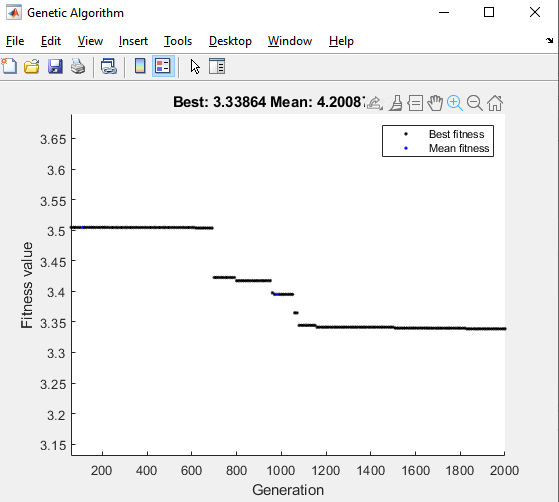 Genetic Algorithm
File Edit View Insert Tools Desktop Window Help
Best: 3.33864 Mean: 4.20087
Best fitness
Mean fitness
Fitness value
3.65
3.6
3.55
3.5
3.45
3.4
3.35
3.3
3.25
3.2
3.15
200 400 600 800 1000 1200 1400 1600 1800 2000
Generation